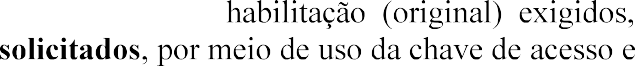 habilitação (original) exigidos,
solicitados, por meio de uso da chave de acesso e